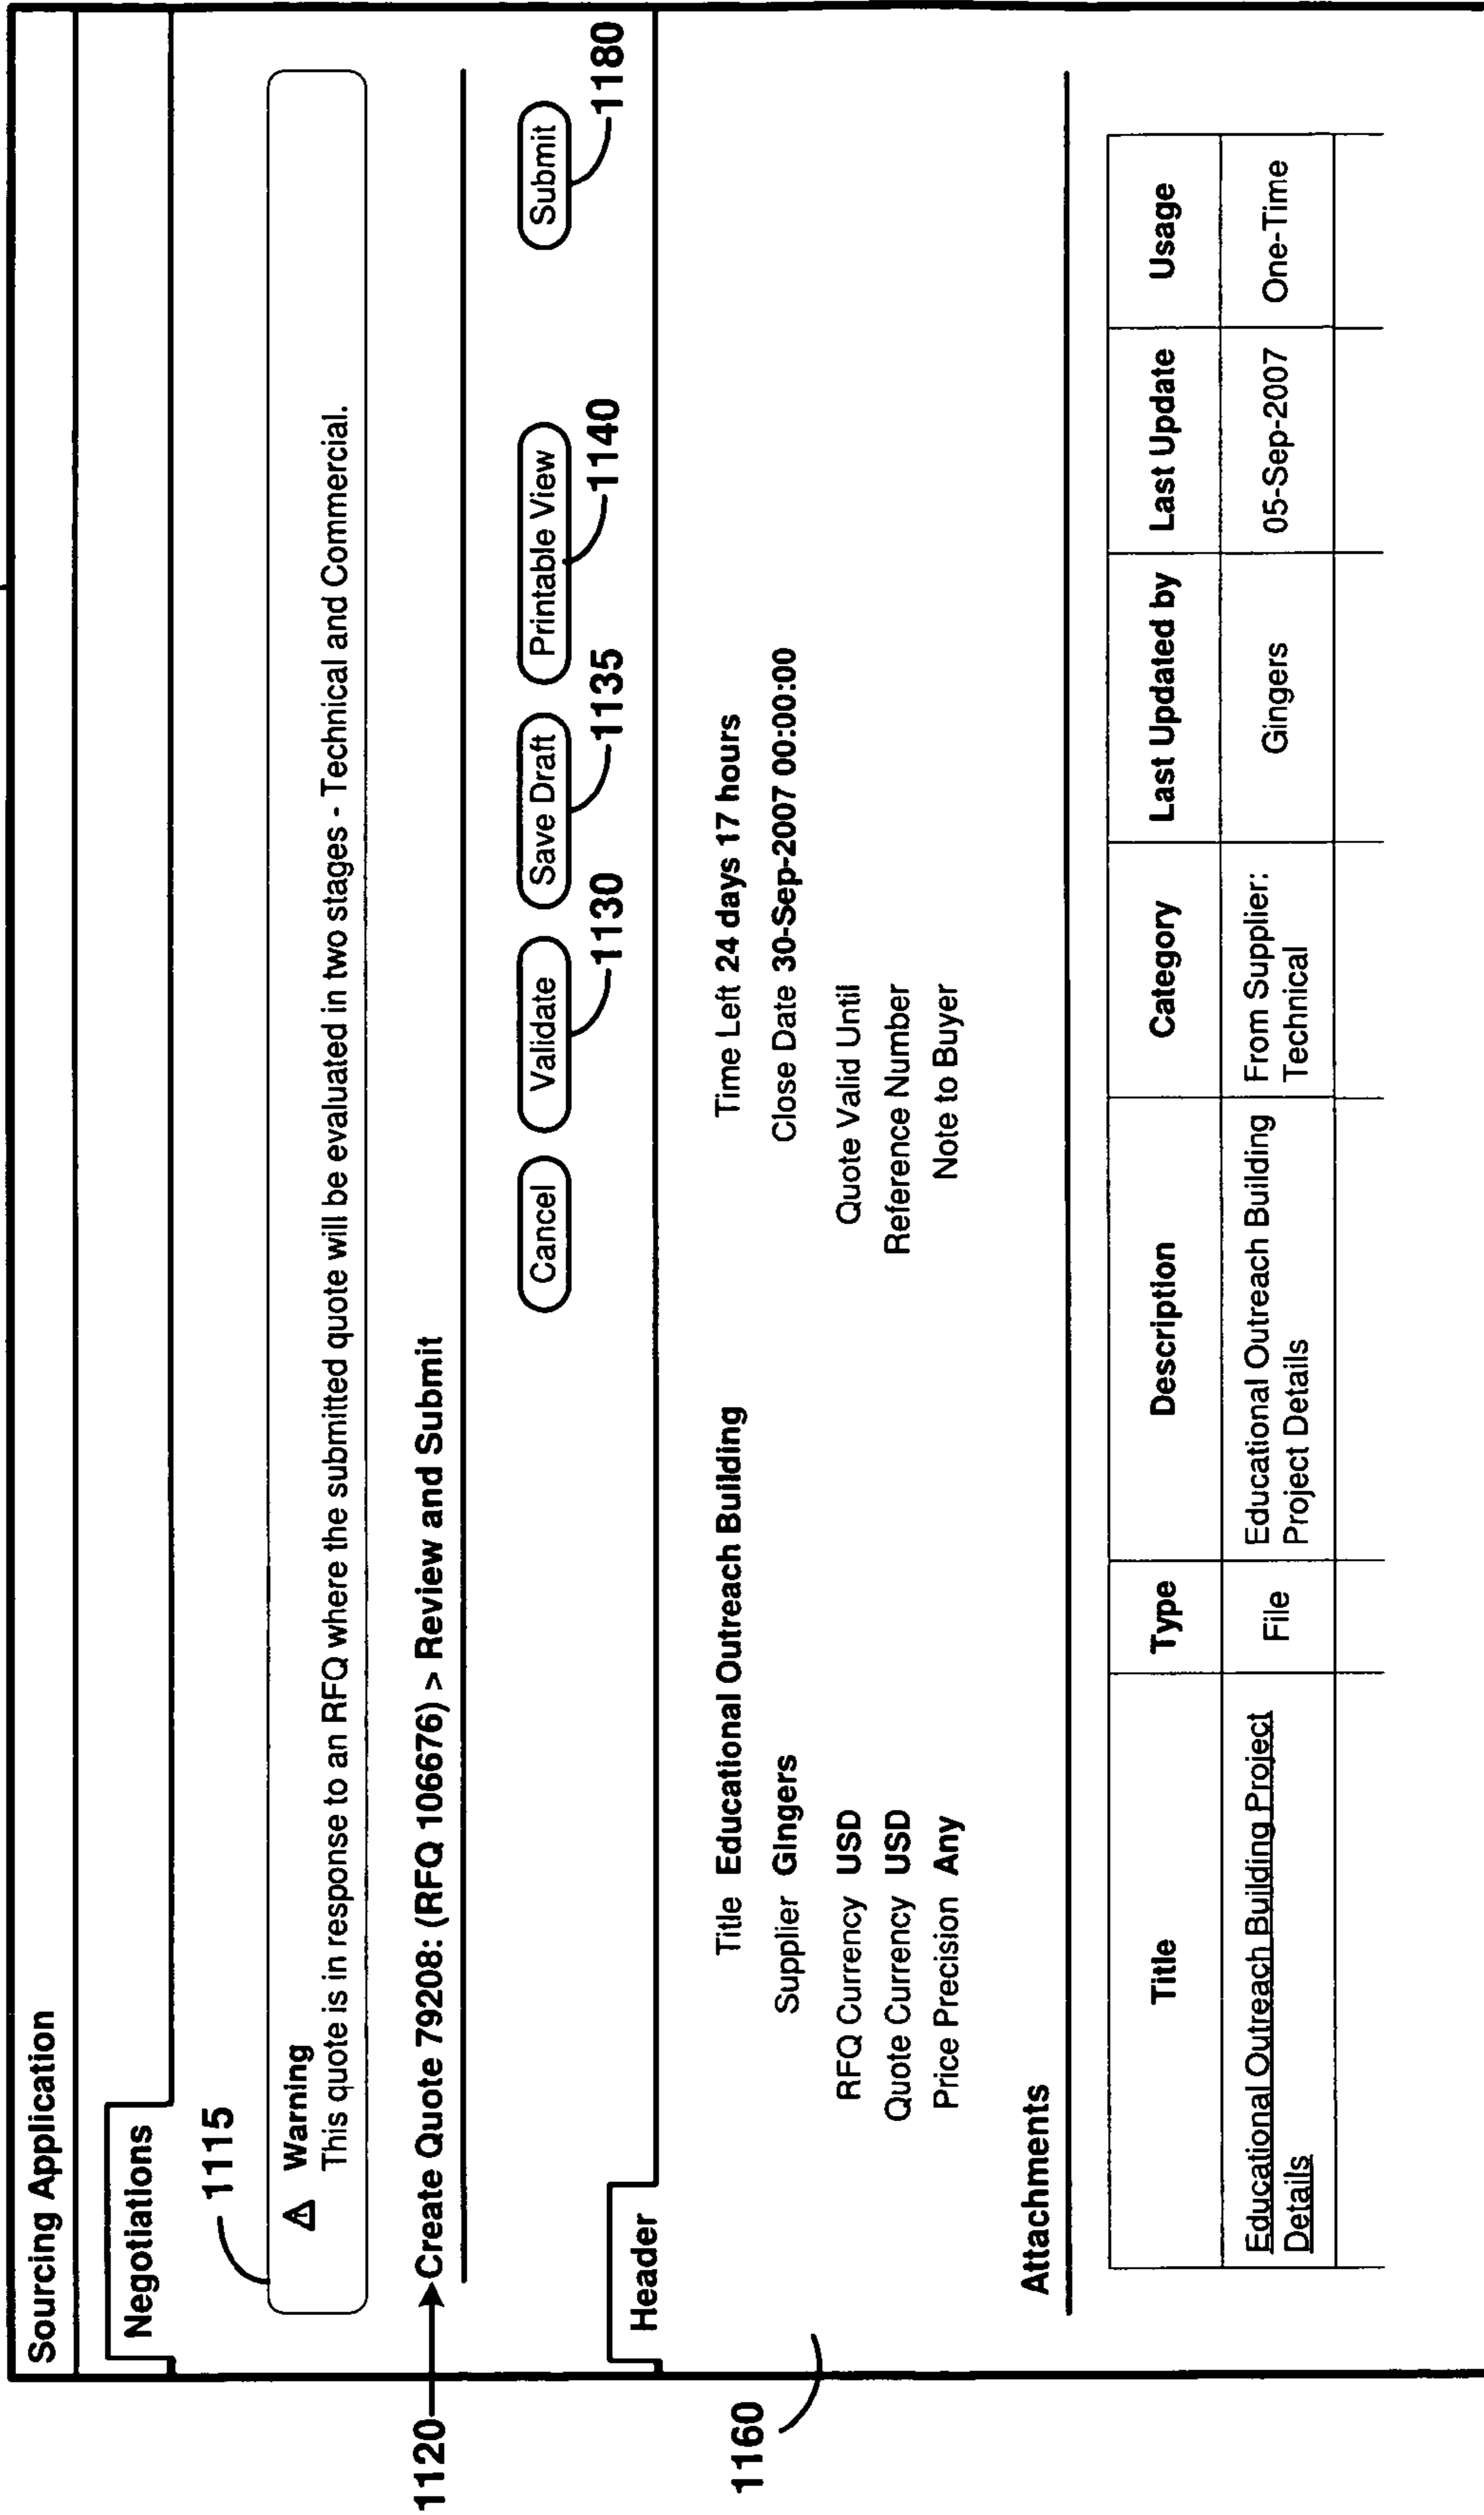 Sourcing Application
Negotiations
1115
Warning
This quote is in response to an RFQ where the submitted quote will be evaluated in two stages - Technical and Commercial.
1120
Create Quote 79208: (RFQ 106676) > Review and Submit
Cancel Validate Save Draft Printable View Submit
1130 1135 1140 1180
Header
1160
Title Educational Outreach Building Time Left 24 days 17 hours
Supplier Gingers Close Date 30-Sep-2007 00:00:00
RFQ Currency USD Quote Valid Until
Quote Currency USD Reference Number
Price Precision Any Note to Buyer
Attachments
Title Type Description Category Last Updated by Last Update Usage
Educational Outreach Building Project File Educational Outreach Building From Supplier: Gingers 05-Sep-2007 One-Time
Details Project Details Technical